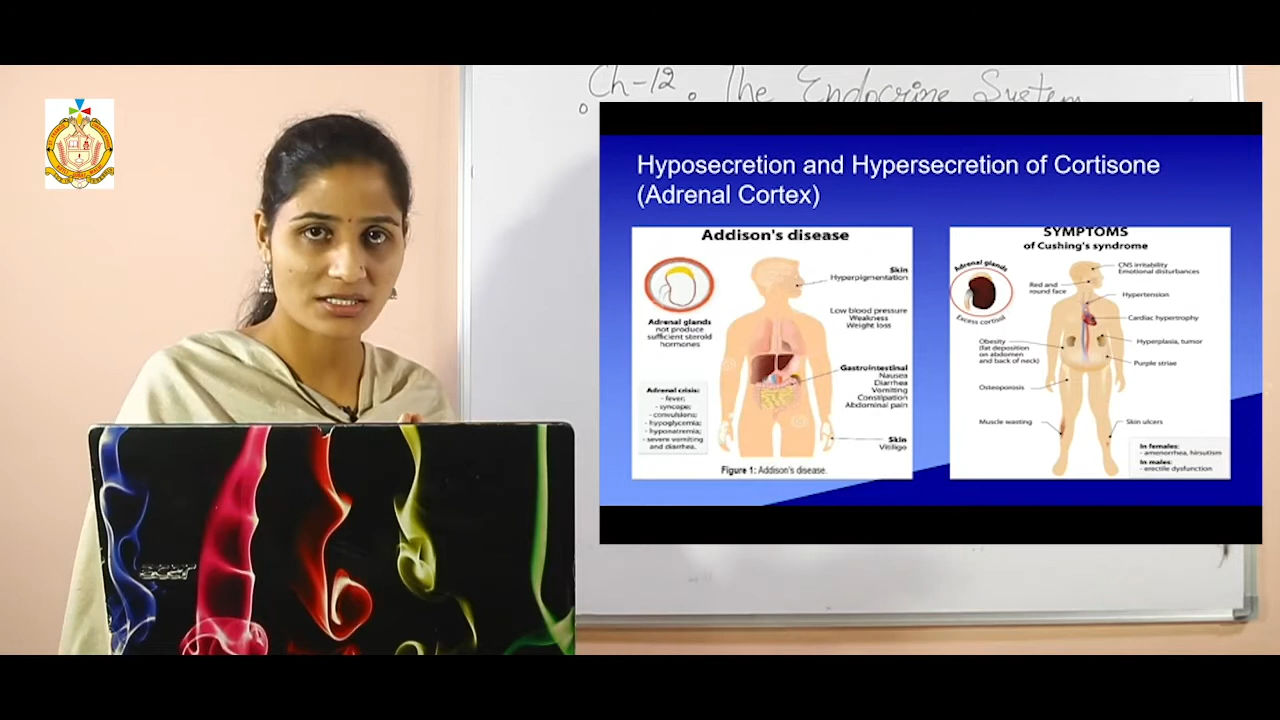 Ch-12. The Endocrine System
Hyposecretion and Hypersecretion of Cortisone
(Adrenal Cortex)
Addison's disease
Skin
Hyperpigmentation
Adrenal glands
not produce
sufficient steroid
hormones
Low blood pressure
Weakness
Weight loss
Gastrointestinal
Nausea
Diarrhea
Vomiting
Constipation
Abdominal pain
Adrenal crisis:
- fever;
- syncope;
- convulsions;
- hypoglycemia;
- hyponatremia;
- severe vomiting
and diarrhea.
Skin
Vitiligo
Figure 1: Addison's disease.
SYMPTOMS
of Cushing's syndrome
Adrenal glands
Excess cortisol
CNS irritability
Emotional disturbances
Red and
round face
Hypertension
Cardiac hypertrophy
Obesity
(fat deposition
on abdomen
and back of neck)
Hyperplasia, tumor
Purple striae
Osteoporosis
Muscle wasting
Skin ulcers
In females:
- amenorrhea, hirsutism
In males:
- erectile dysfunction